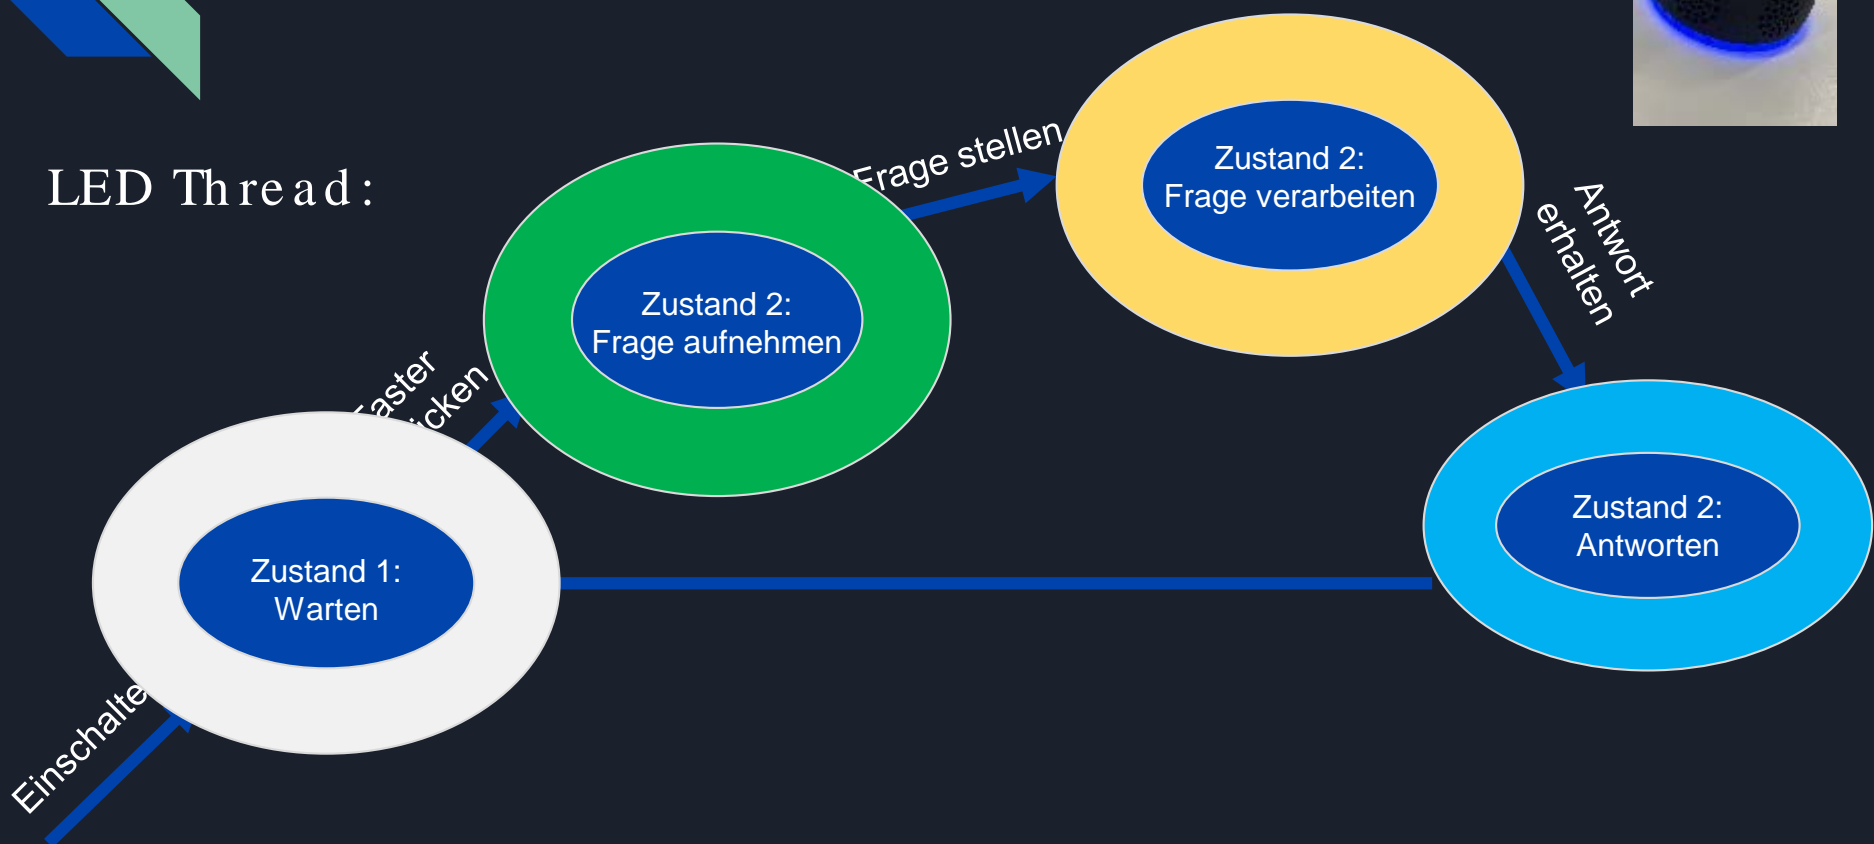 LED Thread:
Frage stellen
Zustand 2:
Frage verarbeiten
Antwort
erhalten
Zustand 2:
Frage aufnehmen
Zustand 2:
Antworten
Zustand 1:
Warten